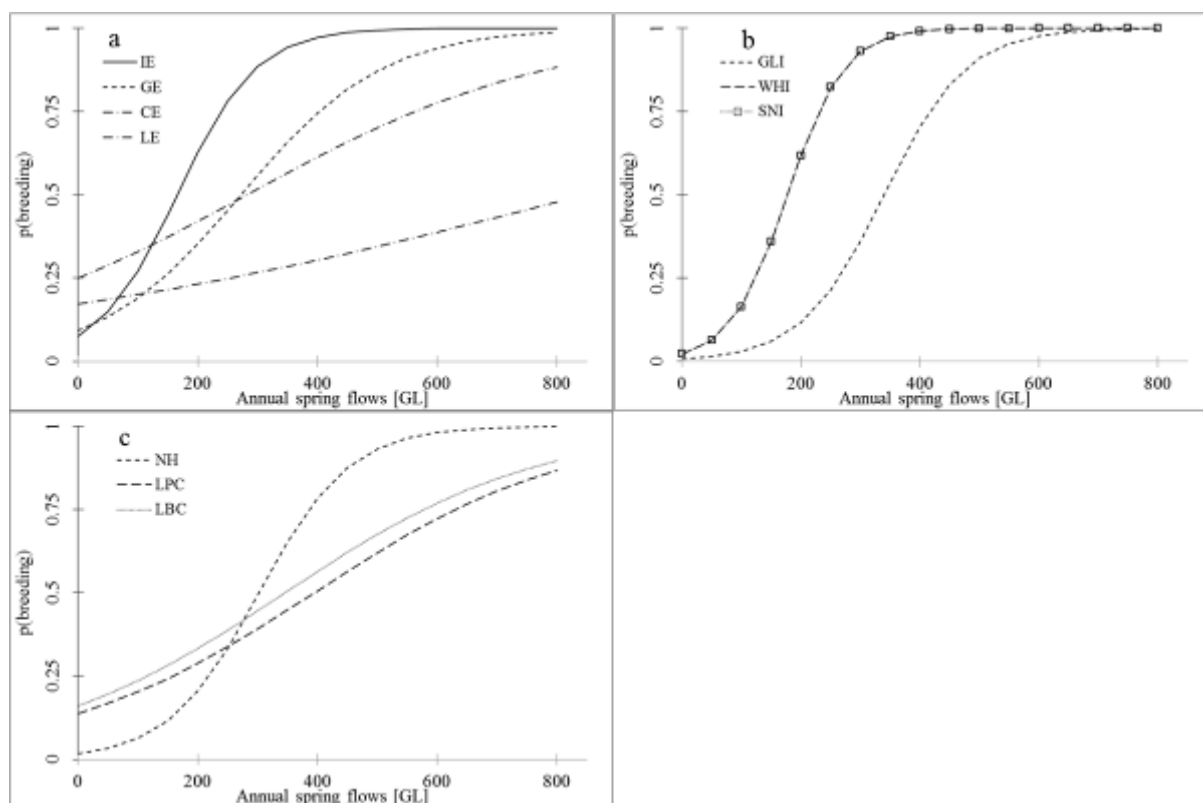 a
IE
GE
CE
LE
p(breeding)
1
0.75
0.5
0.25
0
0 200 400 600 800
Annual spring flows [GL]
b
GLI
WHI
SNI
p(breeding)
1
0.75
0.5
0.25
0
0 200 400 600 800
Annual spring flows [GL]
c
NH
LPC
LBC
p(breeding)
1
0.75
0.5
0.25
0
0 200 400 600 800
Annual spring flows [GL]